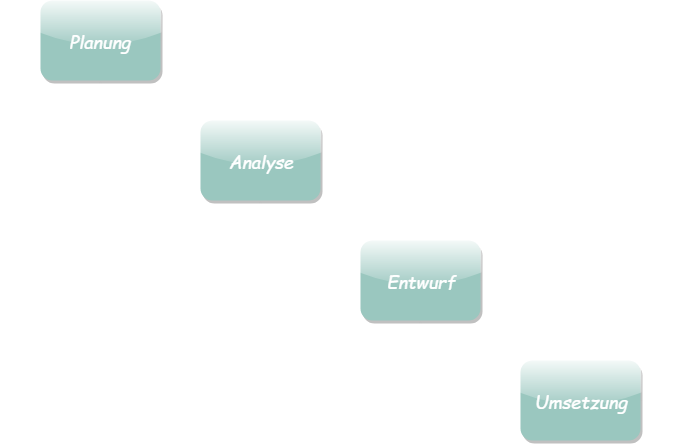 Planung
Analyse
Entwurf
Umsetzung